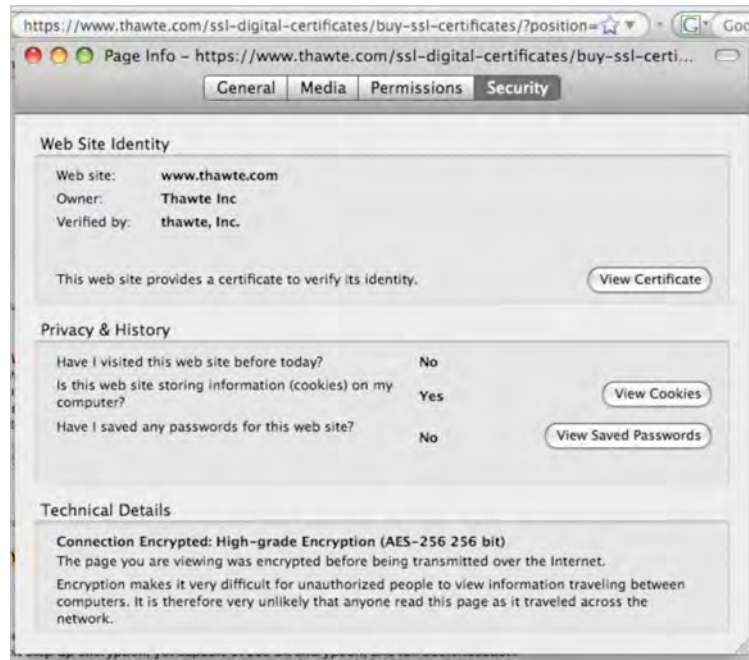 https://www.thawte.com/ssl-digital-certificates/buy-ssl-certificates/?position=
G
Goo
Page Info – https://www.thawte.com/ssl-digital-certificates/buy-ssl-certi...
General Media Permissions Security
Web Site Identity
Web site: www.thawte.com
Owner: Thawte Inc
Verified by: thawte, Inc.
This web site provides a certificate to verify its identity.
View Certificate
Privacy & History
Have I visited this web site before today? No
Is this web site storing information (cookies) on my
computer? Yes
View Cookies
Have I saved any passwords for this web site?
No
View Saved Passwords
Technical Details
Connection Encrypted: High-grade Encryption (AES-256 256 bit)
The page you are viewing was encrypted before being transmitted over the Internet.
Encryption makes it very difficult for unauthorized people to view information traveling between
computers. It is therefore very unlikely that anyone read this page as it traveled across the
network.